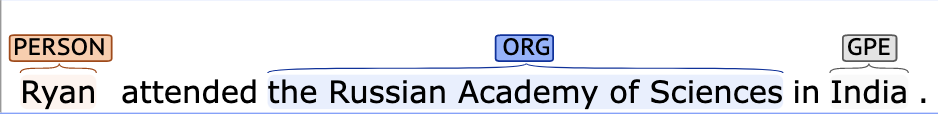 PERSON ORG GPE
Ryan attended the Russian Academy of Sciences in India .